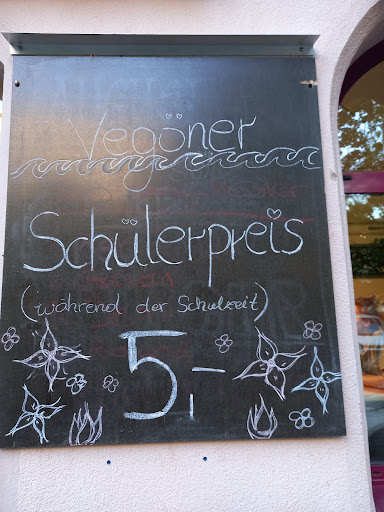 Vegöner
Schülerpreis
(während der Schulzeit)
5,-